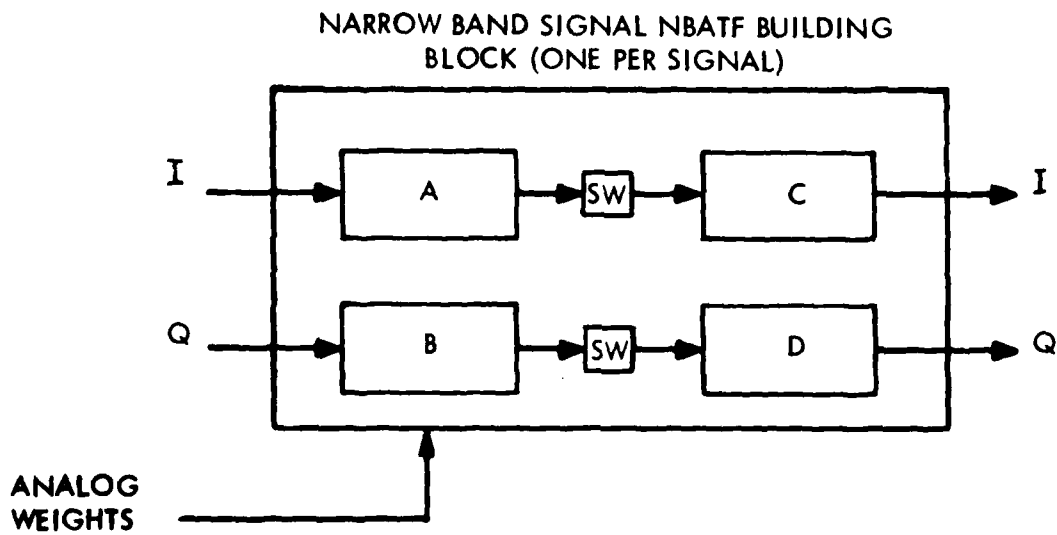 NARROW BAND SIGNAL NBATF BUILDING
BLOCK (ONE PER SIGNAL)
I
A
SW
C
I
Q
B
SW
D
Q
ANALOG
WEIGHTS